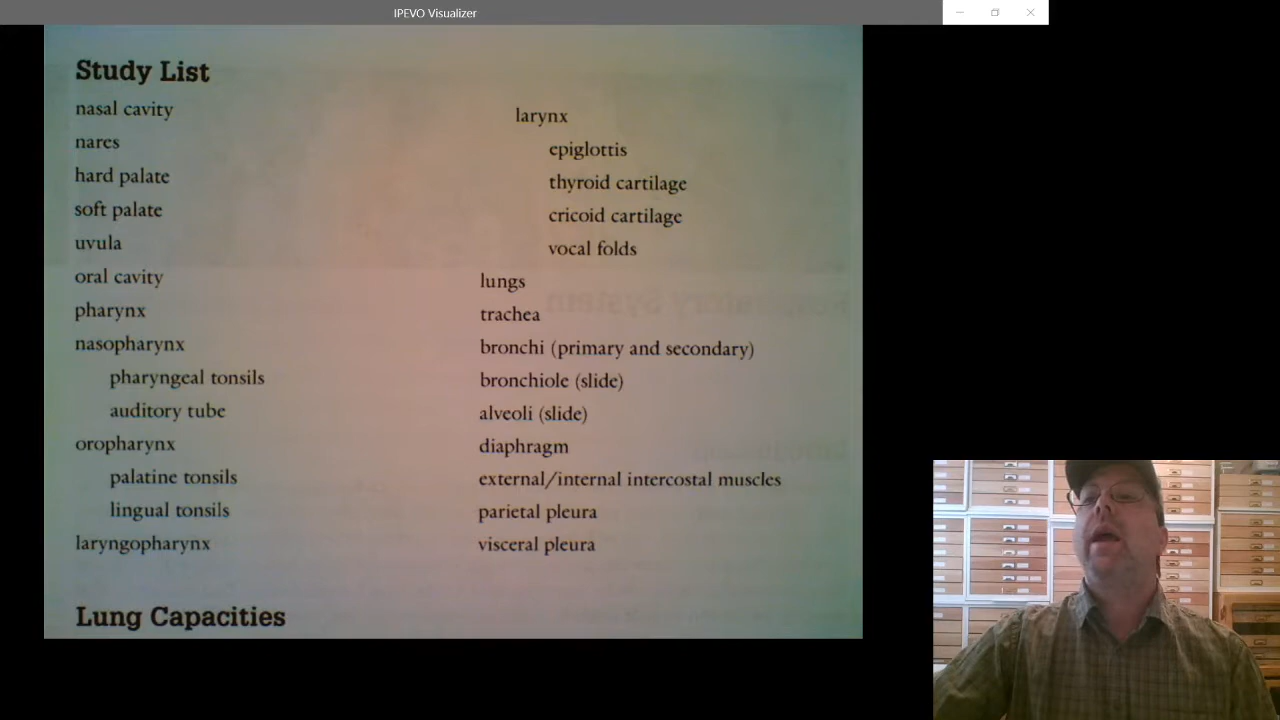 IPEVO Visualizer
Study List
nasal cavity
nares
hard palate
soft palate
uvula
oral cavity
pharynx
nasopharynx
pharyngeal tonsils
auditory tube
oropharynx
palatine tonsils
lingual tonsils
laryngopharynx
larynx
epiglottis
thyroid cartilage
cricoid cartilage
vocal folds
lungs
trachea
bronchi (primary and secondary)
bronchiole (slide)
alveoli (slide)
diaphragm
external/internal intercostal muscles
parietal pleura
visceral pleura
Lung Capacities